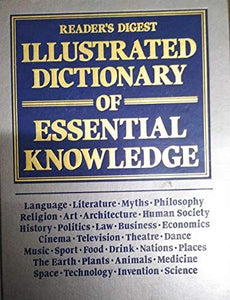 READER'S DIGEST
ILLUSTRATED
DICTIONARY
OF
ESSENTIAL
KNOWLEDGE
Language · Literature · Myths · Philosophy
Religion · Art · Architecture · Human Society
History · Politics · Law · Business · Economics
Cinema · Television · Theatre · Dance
Music · Sport · Food · Drink · Nations · Places
The Earth · Plants · Animals · Medicine
Space · Technology · Invention · Science